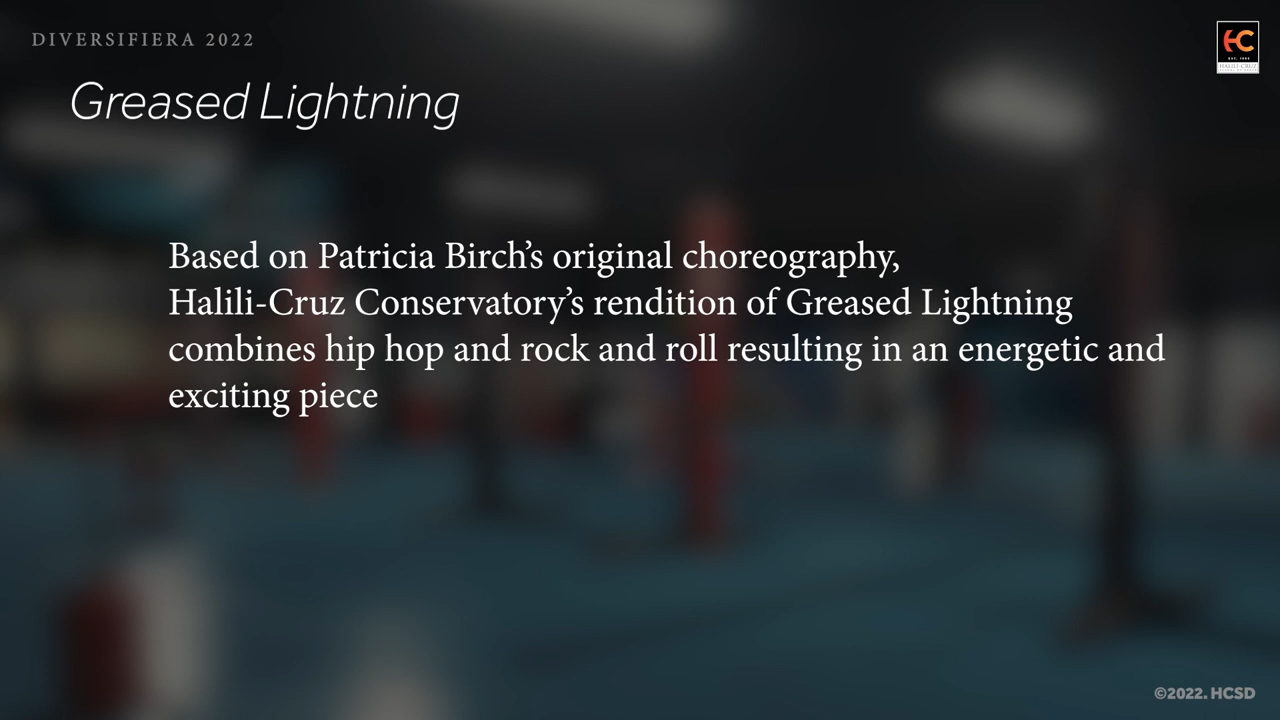 DIVERSIFIERA 2022
HC
Greased Lightning
Based on Patricia Birch’s original choreography,
Halili-Cruz Conservatory’s rendition of Greased Lightning
combines hip hop and rock and roll resulting in an energetic and
exciting piece
©2022. HCSD